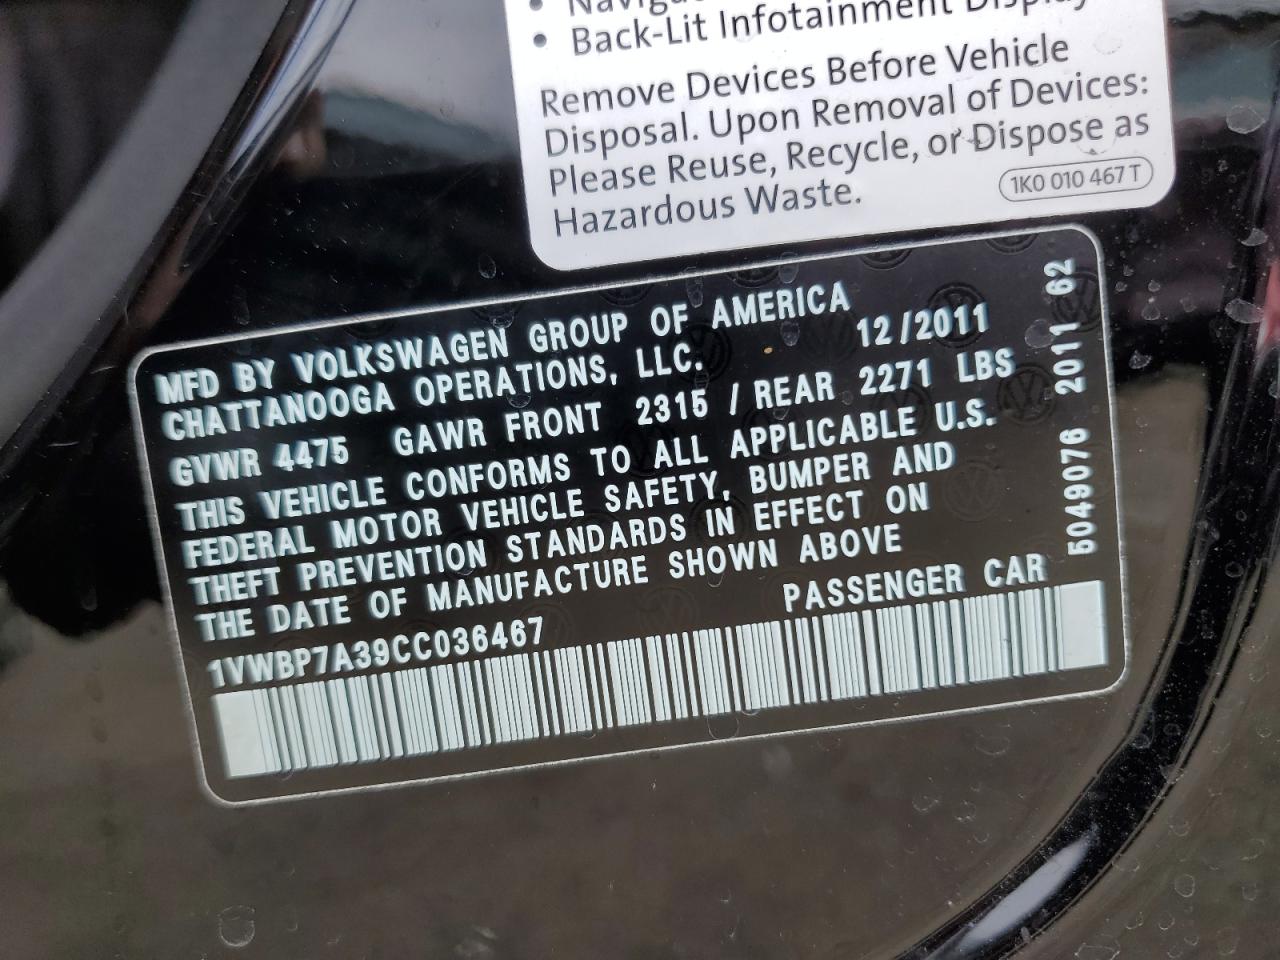 • Back-Lit Infotainment Display
Remove Devices Before Vehicle
Disposal. Upon Removal of Devices:
Please Reuse, Recycle, or Dispose as
Hazardous Waste.
1K0 010 467 T
MFD BY VOLKSWAGEN GROUP OF AMERICA
CHATTANOOGA OPERATIONS, LLC.
12/2011
GVWR 4475 GAWR FRONT 2315 / REAR 2271 LBS
THIS VEHICLE CONFORMS TO ALL APPLICABLE U.S.
FEDERAL MOTOR VEHICLE SAFETY, BUMPER AND
THEFT PREVENTION STANDARDS IN EFFECT ON
THE DATE OF MANUFACTURE SHOWN ABOVE
1VWBP7A39CC036467
PASSENGER CAR
5049076 2011 62